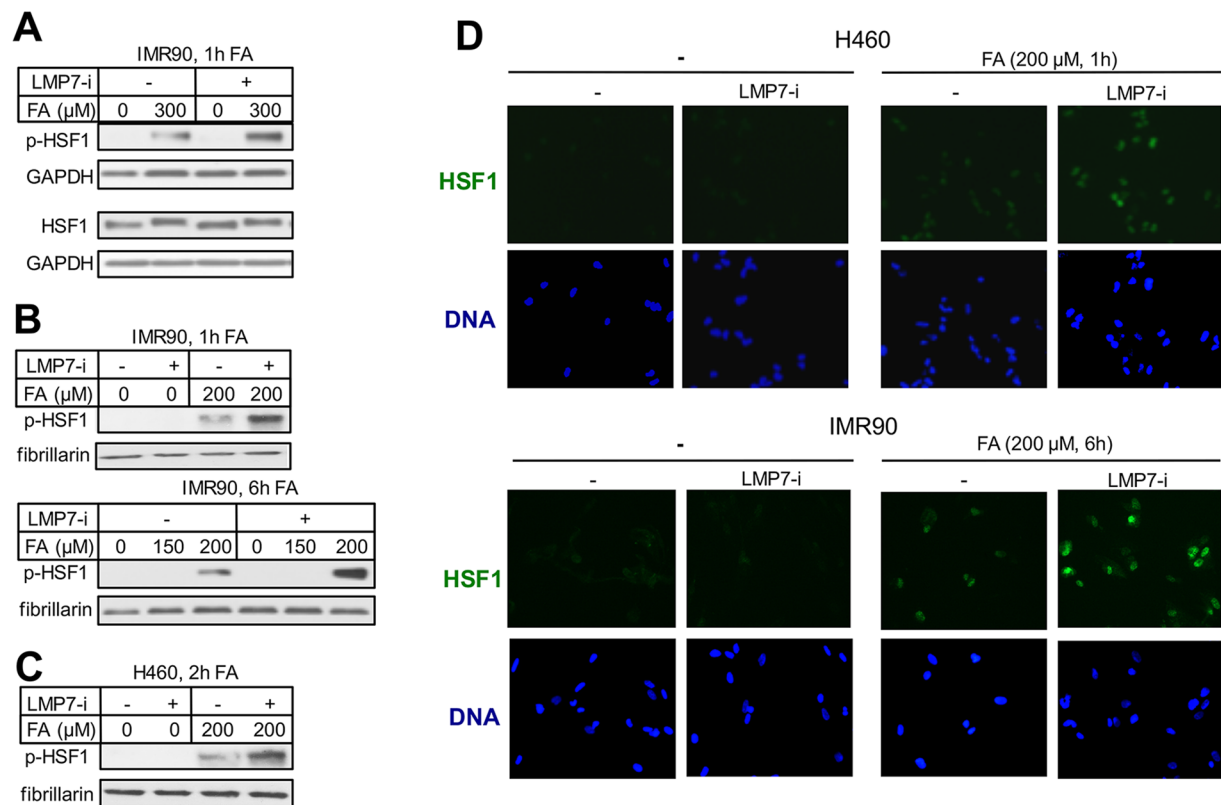 A
IMR90, 1h FA
LMP7-i - +
FA (µM) 0 300 0 300
p-HSF1
GAPDH
HSF1
GAPDH
B
IMR90, 1h FA
LMP7-i - + - +
FA (µM) 0 0 200 200
p-HSF1
fibrillarin
IMR90, 6h FA
LMP7-i - +
FA (µM) 0 150 200 0 150 200
p-HSF1
fibrillarin
C
H460, 2h FA
LMP7-i - + - +
FA (µM) 0 0 200 200
p-HSF1
fibrillarin
D
H460
- FA (200 µM, 1h)
- LMP7-i - LMP7-i
HSF1
DNA
IMR90
- FA (200 µM, 6h)
- LMP7-i - LMP7-i
HSF1
DNA